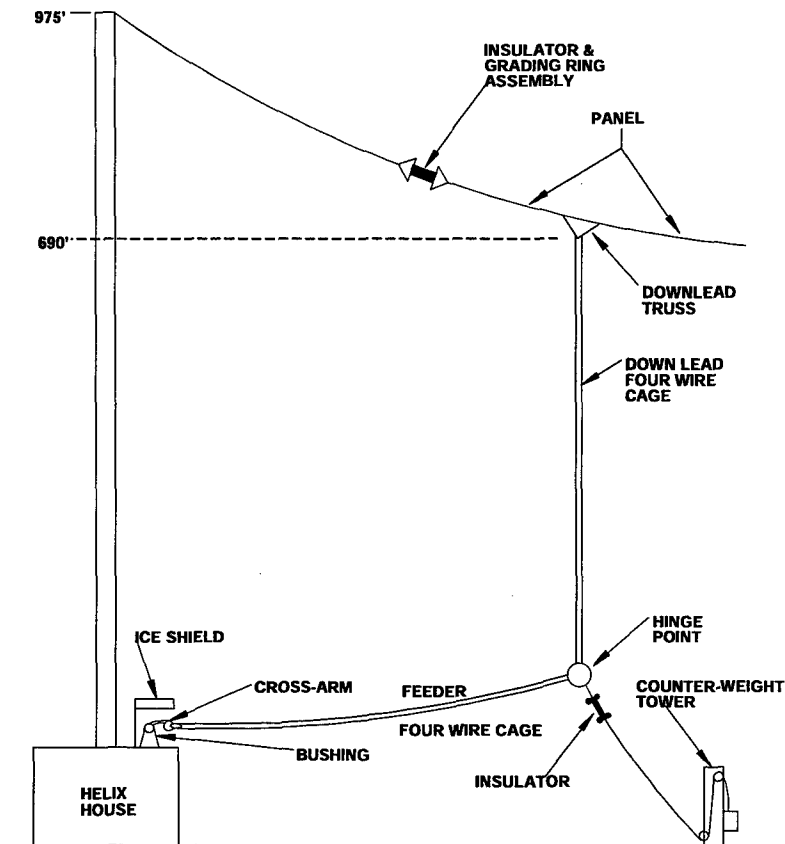 975'
INSULATOR &
GRADING RING
ASSEMBLY
PANEL
690'
DOWNLEAD
TRUSS
DOWN LEAD
FOUR WIRE
CAGE
HINGE
POINT
ICE SHIELD
CROSS-ARM
FEEDER
COUNTER-WEIGHT
TOWER
FOUR WIRE CAGE
BUSHING
INSULATOR
HELIX
HOUSE